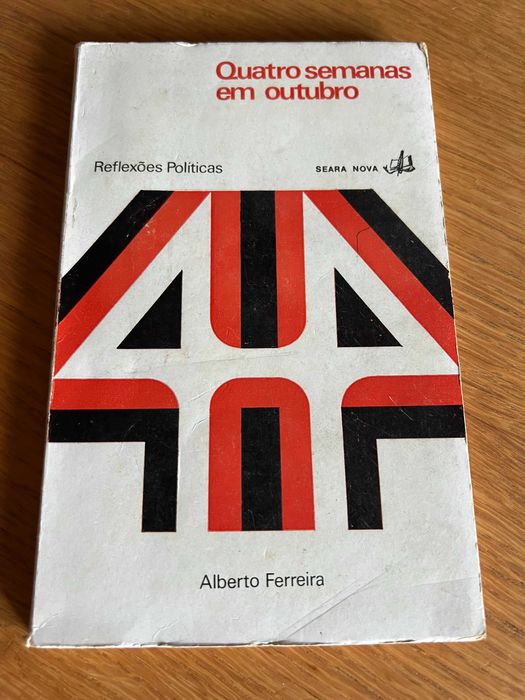 Quatro semanas
em outubro
Reflexões Políticas
SEARA NOVA
Alberto Ferreira